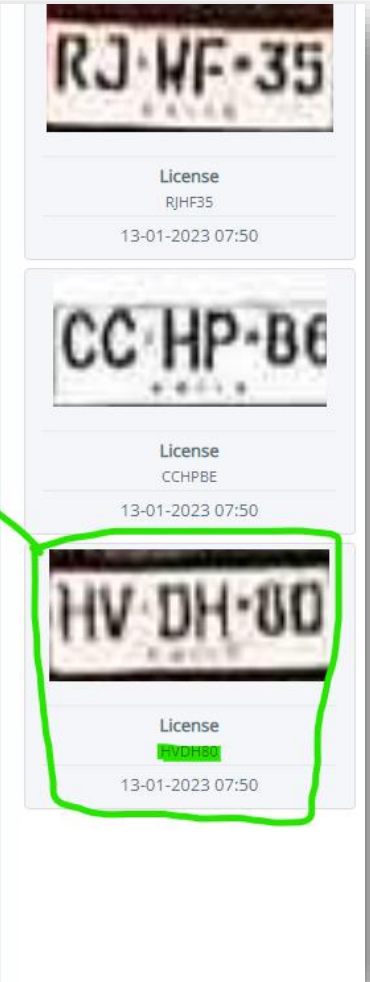 RJ·WF·35
License
RJHF35
13-01-2023 07:50
CC·HP·B6
License
CCHPBE
13-01-2023 07:50
HV·DH·80
License
HVDH80
13-01-2023 07:50